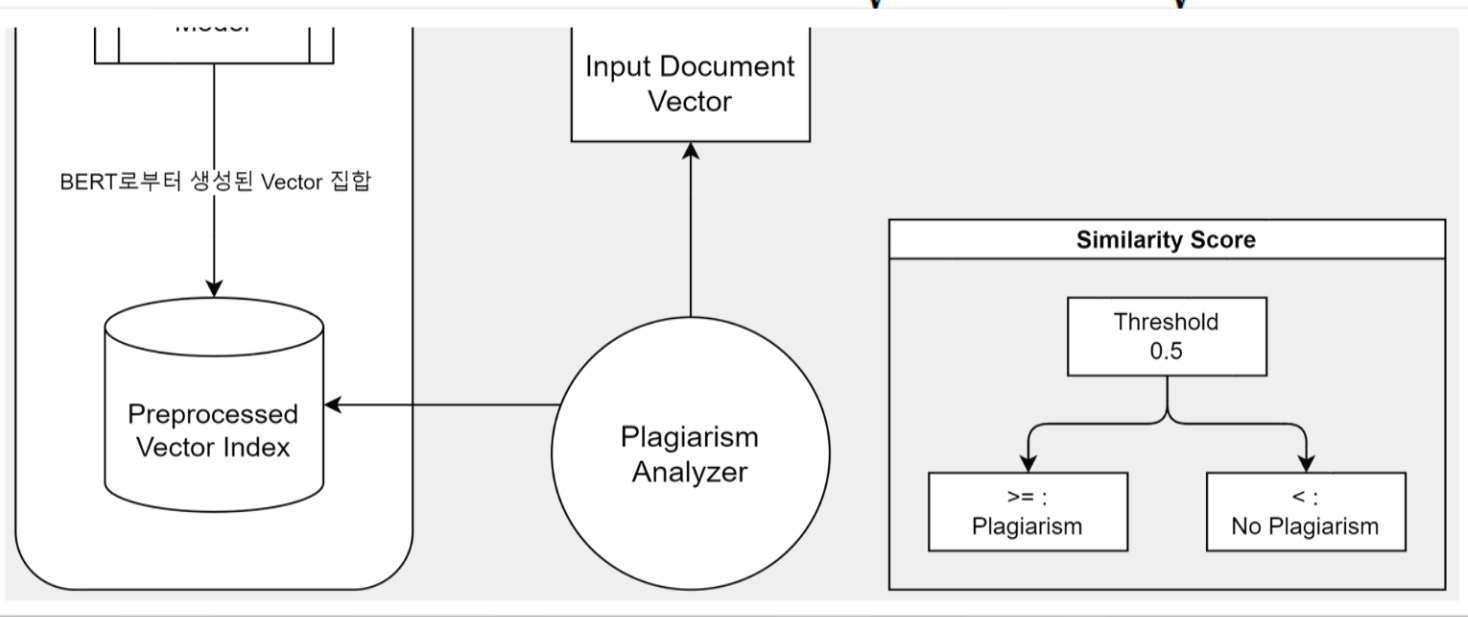 Model
Input Document
Vector
BERT로부터 생성된 Vector 집합
Similarity Score
Threshold
0.5
Preprocessed
Vector Index
Plagiarism
Analyzer
>= :
Plagiarism
< :
No Plagiarism